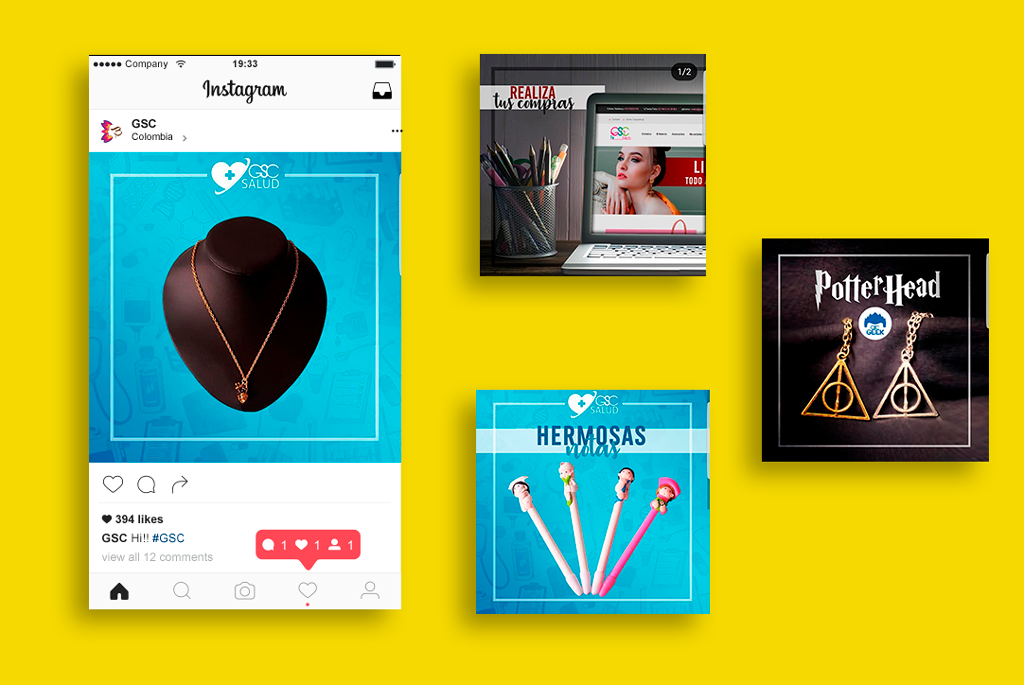 Company
19:33
Instagram
GSC
Colombia
GSC
SALUD
394 likes
GSC Hi!! #GSC
view all 12 comments
1 1 1
1/2
REALIZA
tus compras
GSC
LI
TODO
GSC
SALUD
HERMOSAS
notas
PotterHead
GSC
GEEK